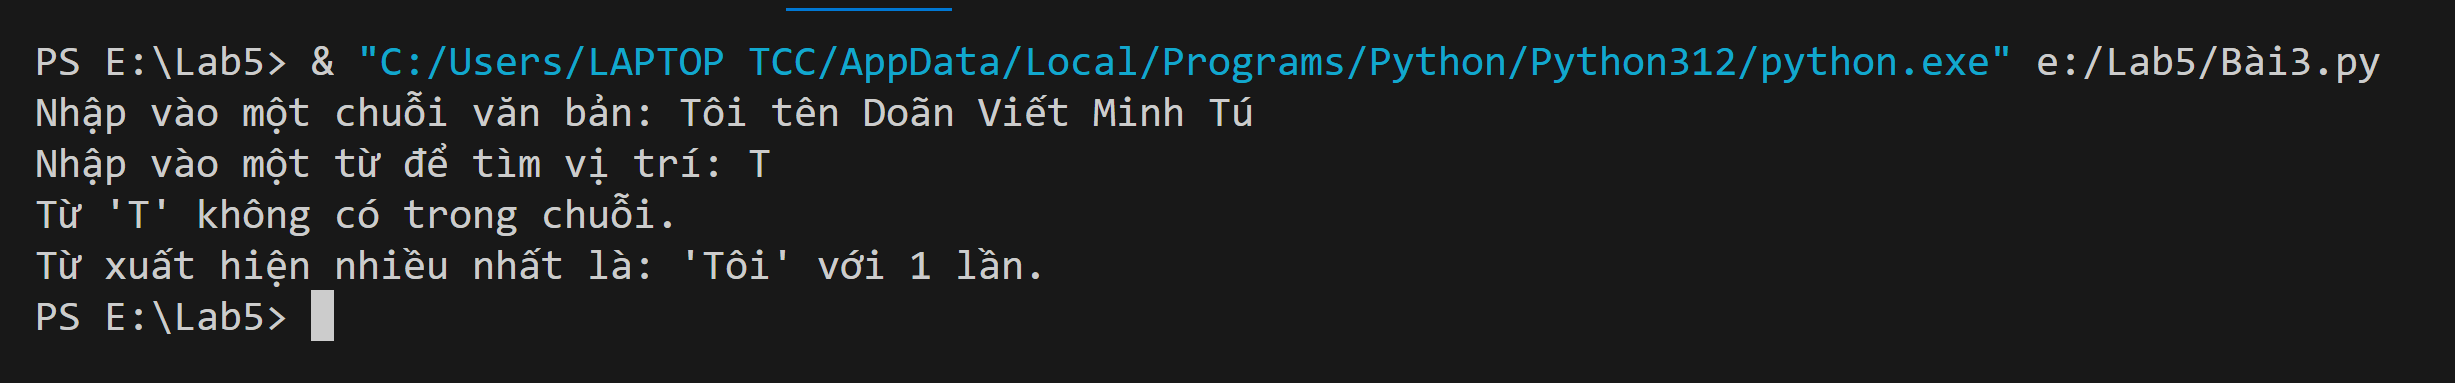 PS E:\Lab5> & "C:/Users/LAPTOP TCC/AppData/Local/Programs/Python/Python312/python.exe" e:/Lab5/Bài3.py
Nhập vào một chuỗi văn bản: Tôi tên Doãn Viết Minh Tú
Nhập vào một từ để tìm vị trí: T
Từ 'T' không có trong chuỗi.
Từ xuất hiện nhiều nhất là: 'Tôi' với 1 lần.
PS E:\Lab5>